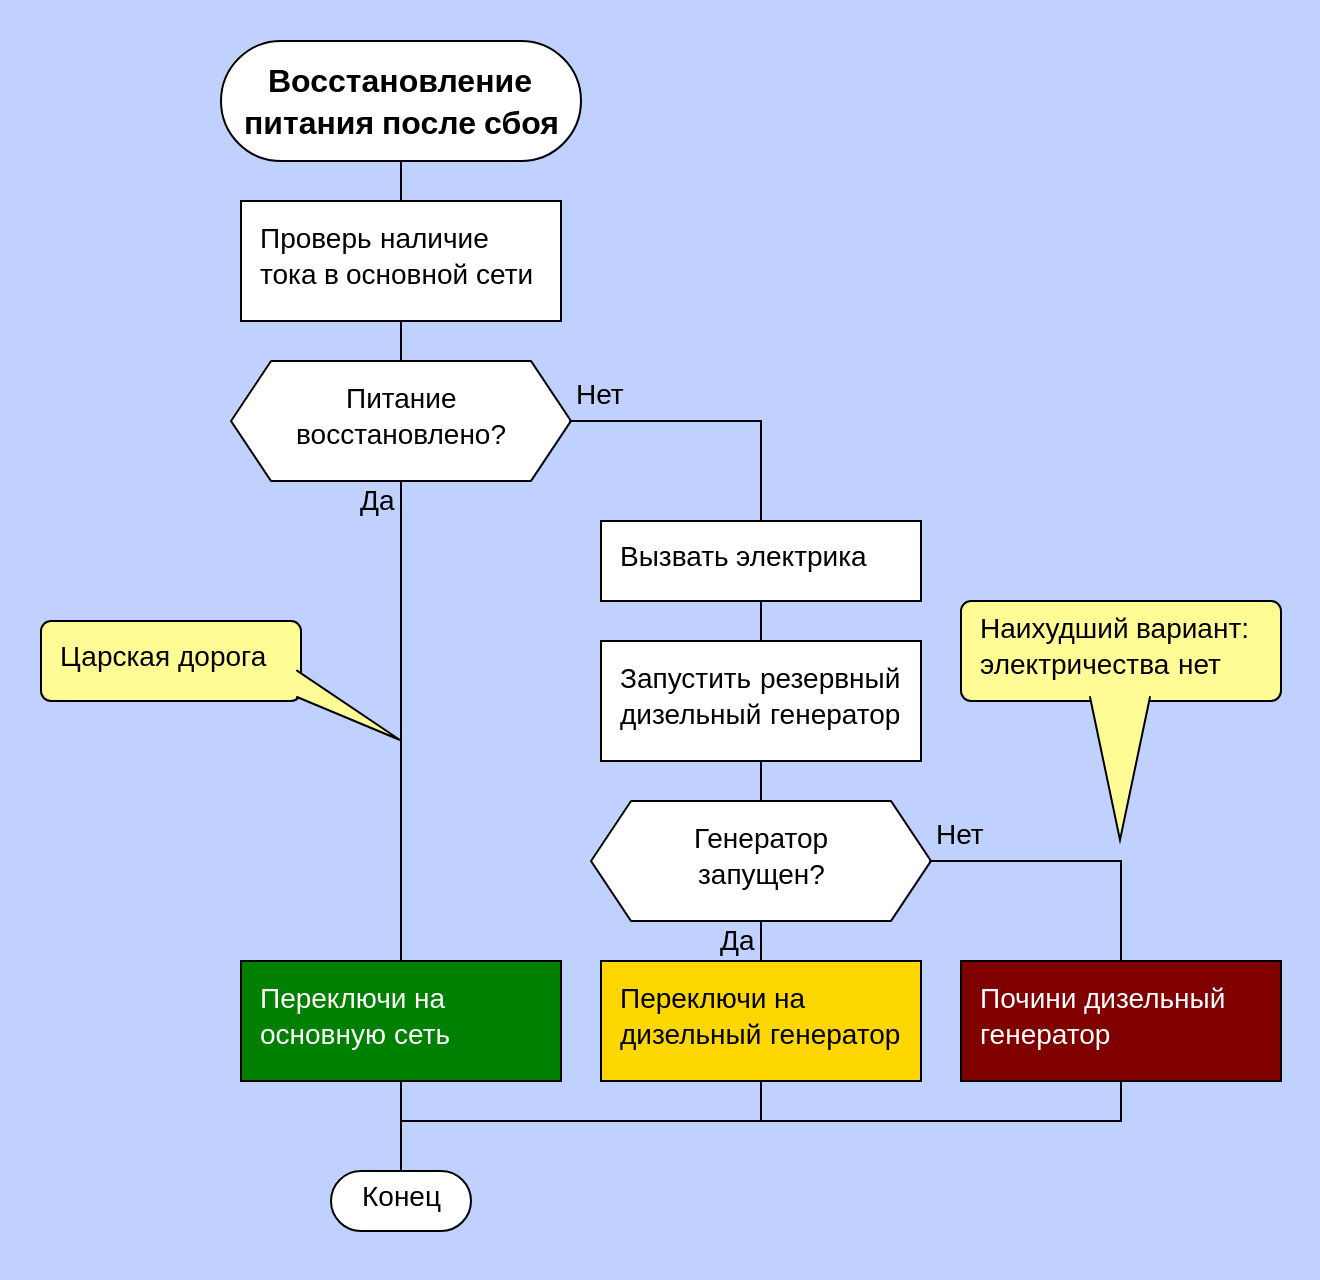 Восстановление
питания после сбоя
Проверь наличие
тока в основной сети
Питание
восстановлено?
Нет
Да
Вызвать электрика
Царская дорога
Наихудший вариант:
электричества нет
Запустить резервный
дизельный генератор
Генератор
запущен?
Нет
Да
Переключи на
основную сеть
Переключи на
дизельный генератор
Почини дизельный
генератор
Конец